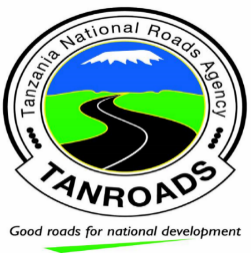 Tanzania National Roads Agency
TANROADS
Good roads for national development